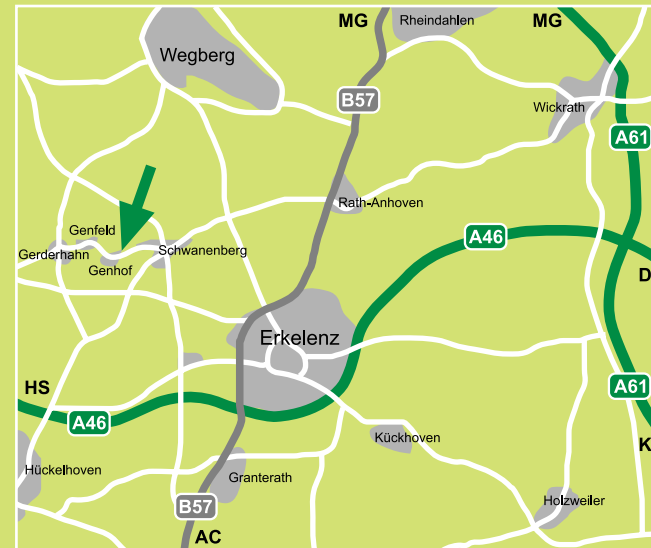 MG
Rheindahlen
MG
Wegberg
B57
Wickrath
A61
Rath-Anhoven
Genfeld
A46
Gerderhahn
Schwanenberg
Genhof
D
Erkelenz
HS
A61
A46
Kückhoven
K
Hückelhoven
Granterath
B57
Holzweiler
AC